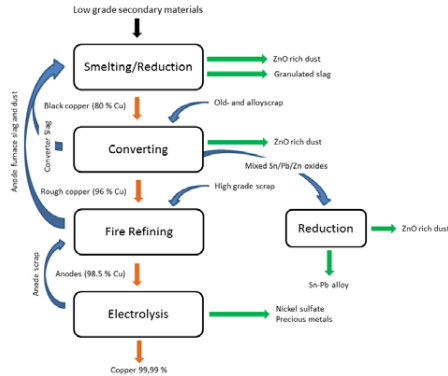 Low grade secondary materials
Smelting/Reduction
ZnO rich dust
Granulated slag
Black copper (80 % Cu)
Old- and alloyscrap
Anode furnace slag and dust
Converter Slag
Converting
ZnO rich dust
Mixed Sn/Pb/Zn oxides
Rough copper (96 % Cu)
High grade scrap
Fire Refining
Reduction
ZnO rich dust
Anode scrap
Anodes (98.5 % Cu)
Sn-Pb alloy
Electrolysis
Nickel sulfate
Precious metals
Copper 99,99 %